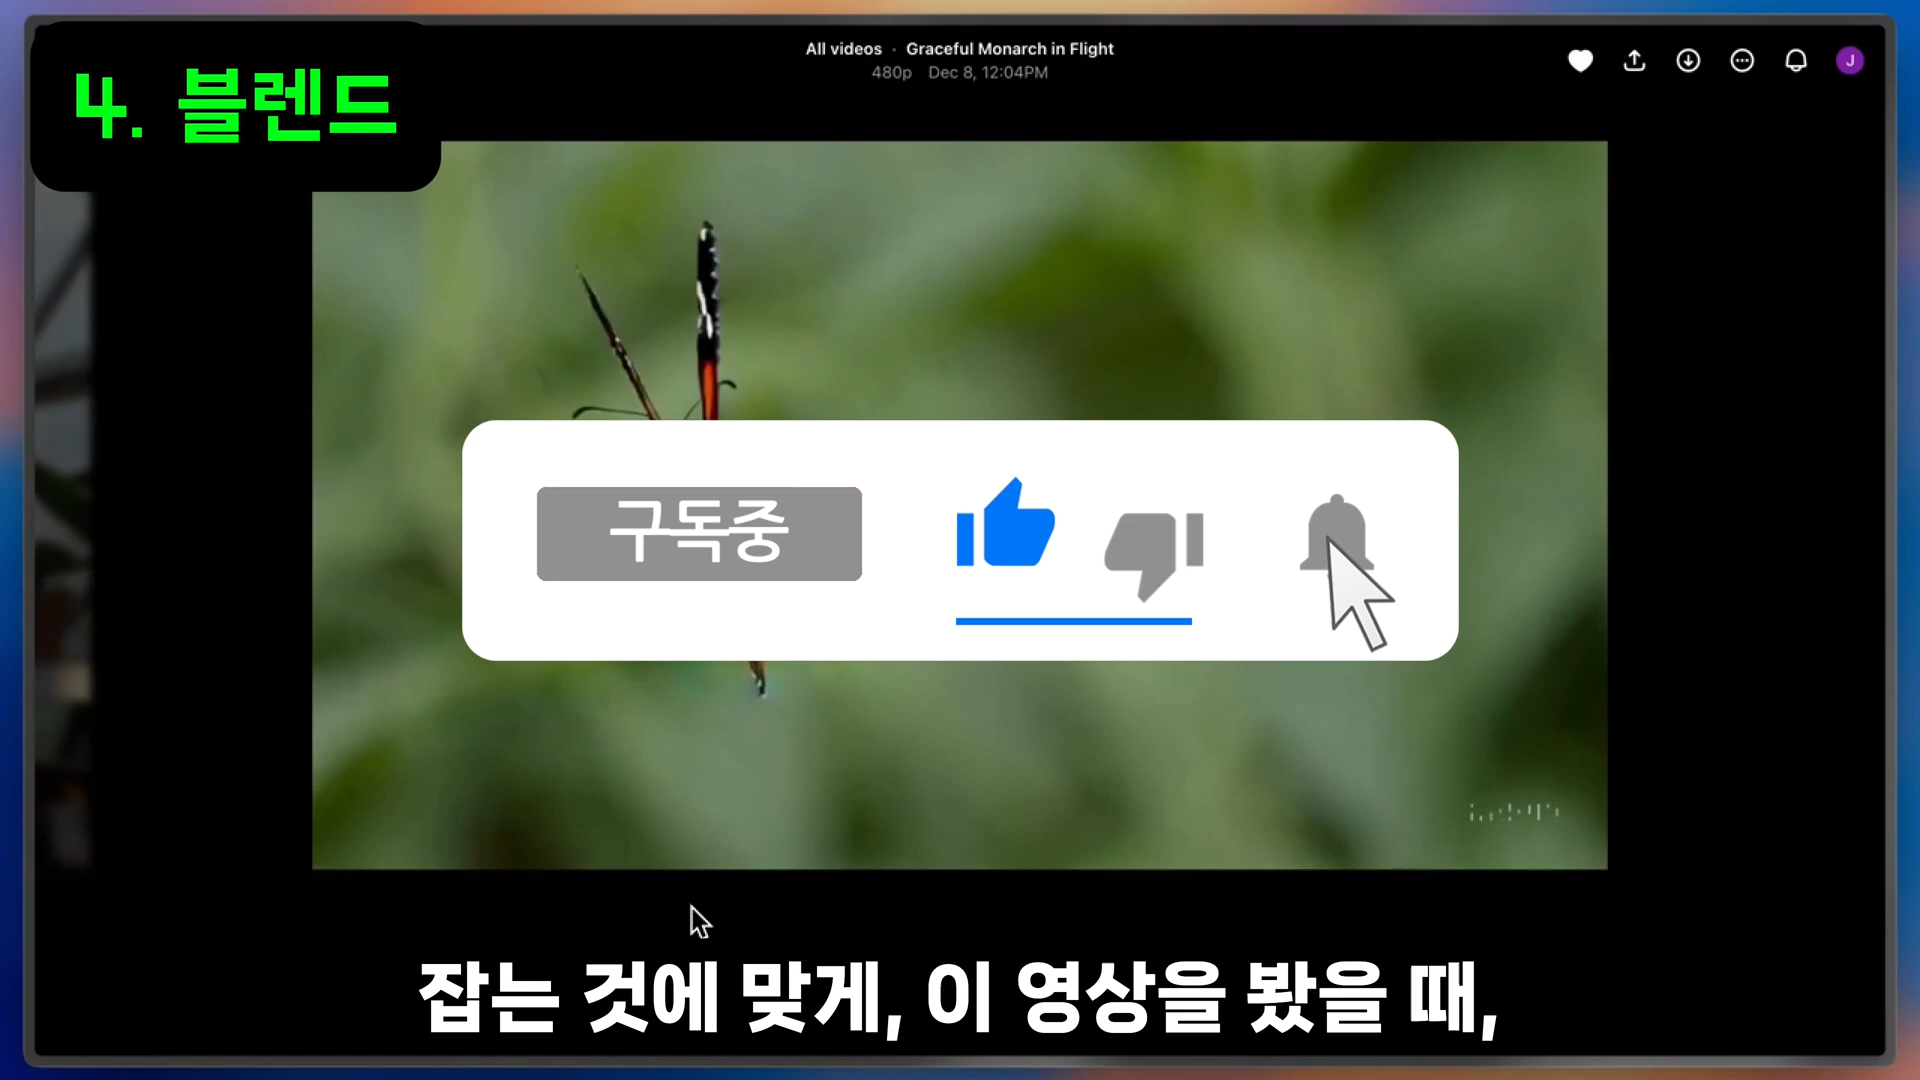 4. 블렌드
All videos · Graceful Monarch in Flight
480p Dec 8, 12:04PM
J
구독중
잡는 것에 맞게, 이 영상을 봤을 때,